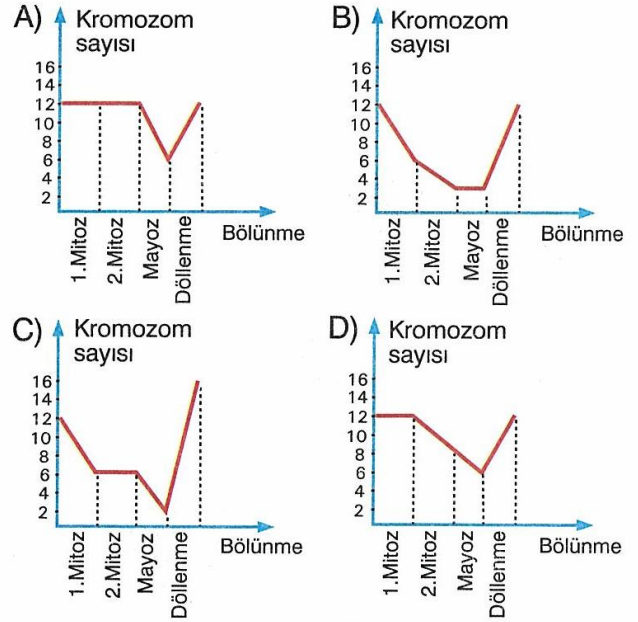 A) Kromozom
sayısı
16
14
12
10
8
6
4
2
1.Mitoz
2.Mitoz
Mayoz
Döllenme
Bölünme
B) Kromozom
sayısı
16
14
12
10
8
6
4
2
1.Mitoz
2.Mitoz
Mayoz
Döllenme
Bölünme
C) Kromozom
sayısı
16
14
12
10
8
6
4
2
1.Mitoz
2.Mitoz
Mayoz
Döllenme
Bölünme
D) Kromozom
sayısı
16
14
12
10
8
6
4
2
1.Mitoz
2.Mitoz
Mayoz
Döllenme
Bölünme